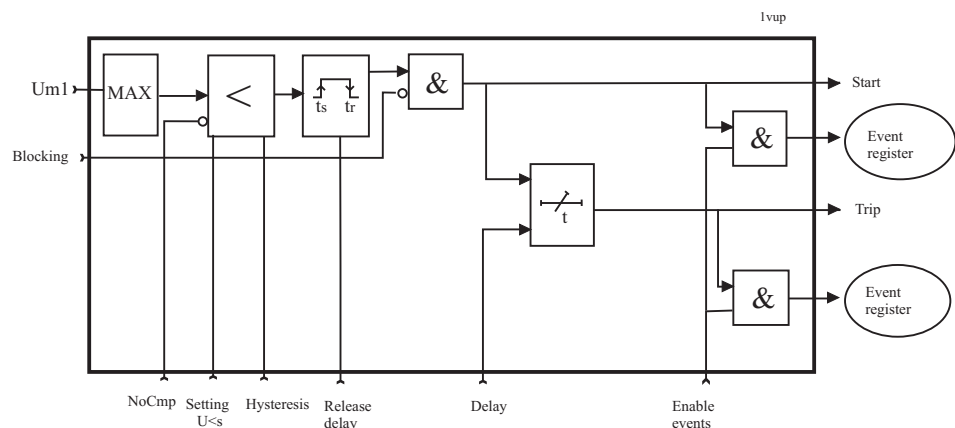 1vup
Um1
MAX
<
ts
tr
&
Start
Blocking
&
Event
register
t
Trip
&
Event
register
NoCmp
Setting
U<s
Hysteresis
Release
delay
Delay
Enable
events